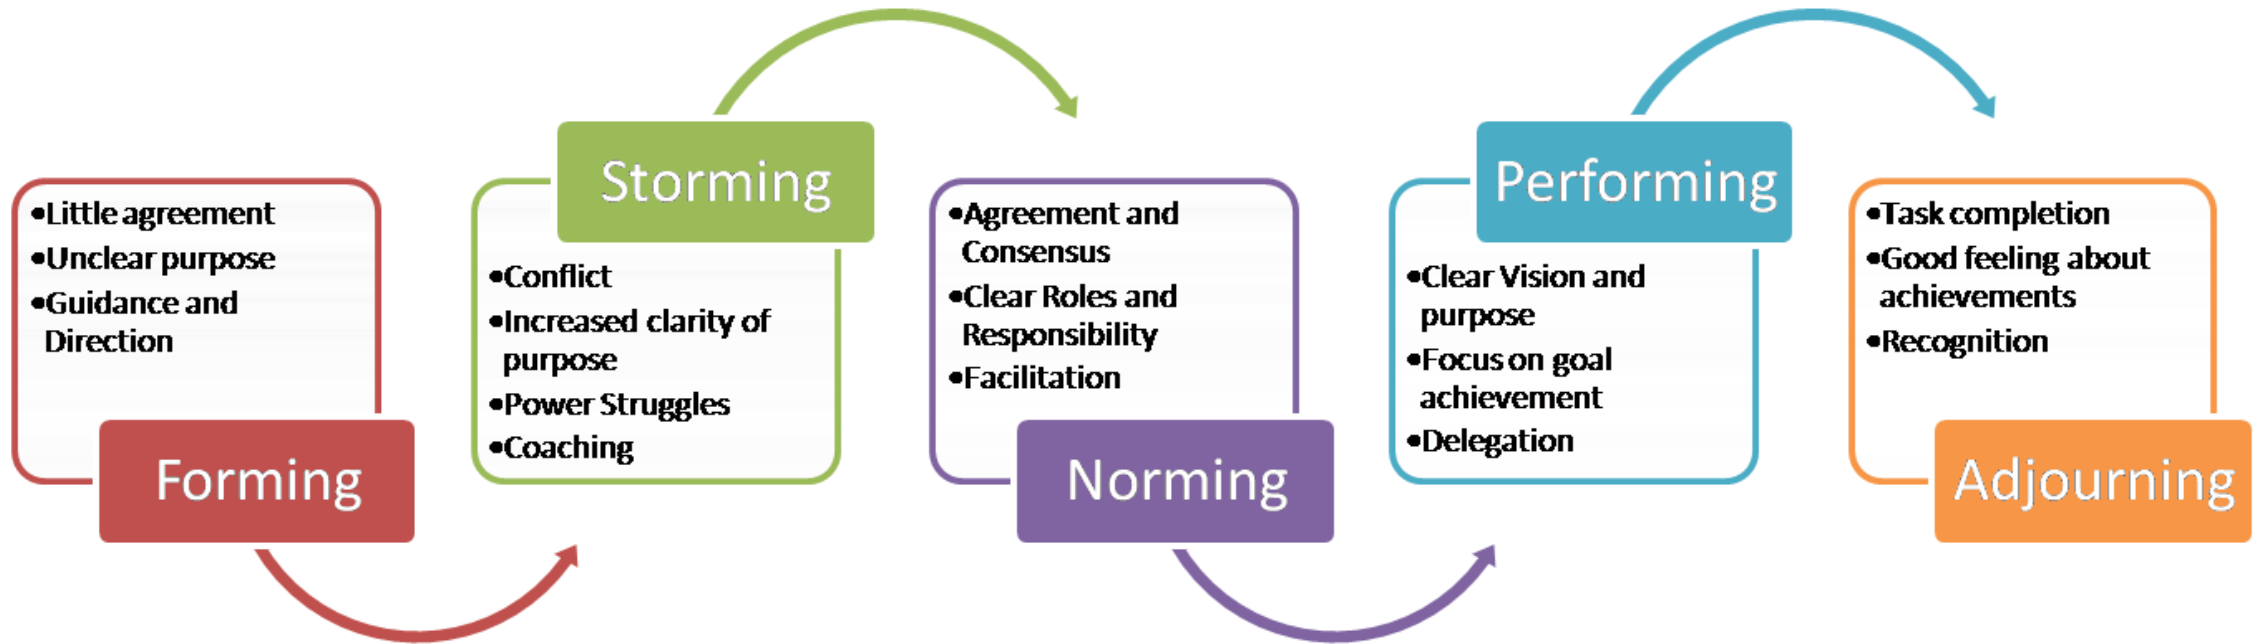 •Little agreement
•Unclear purpose
•Guidance and
Direction
Forming
Storming
•Conflict
•Increased clarity of
purpose
•Power Struggles
•Coaching
•Agreement and
Consensus
•Clear Roles and
Responsibility
•Facilitation
Norming
Performing
•Clear Vision and
purpose
•Focus on goal
achievement
•Delegation
•Task completion
•Good feeling about
achievements
•Recognition
Adjourning